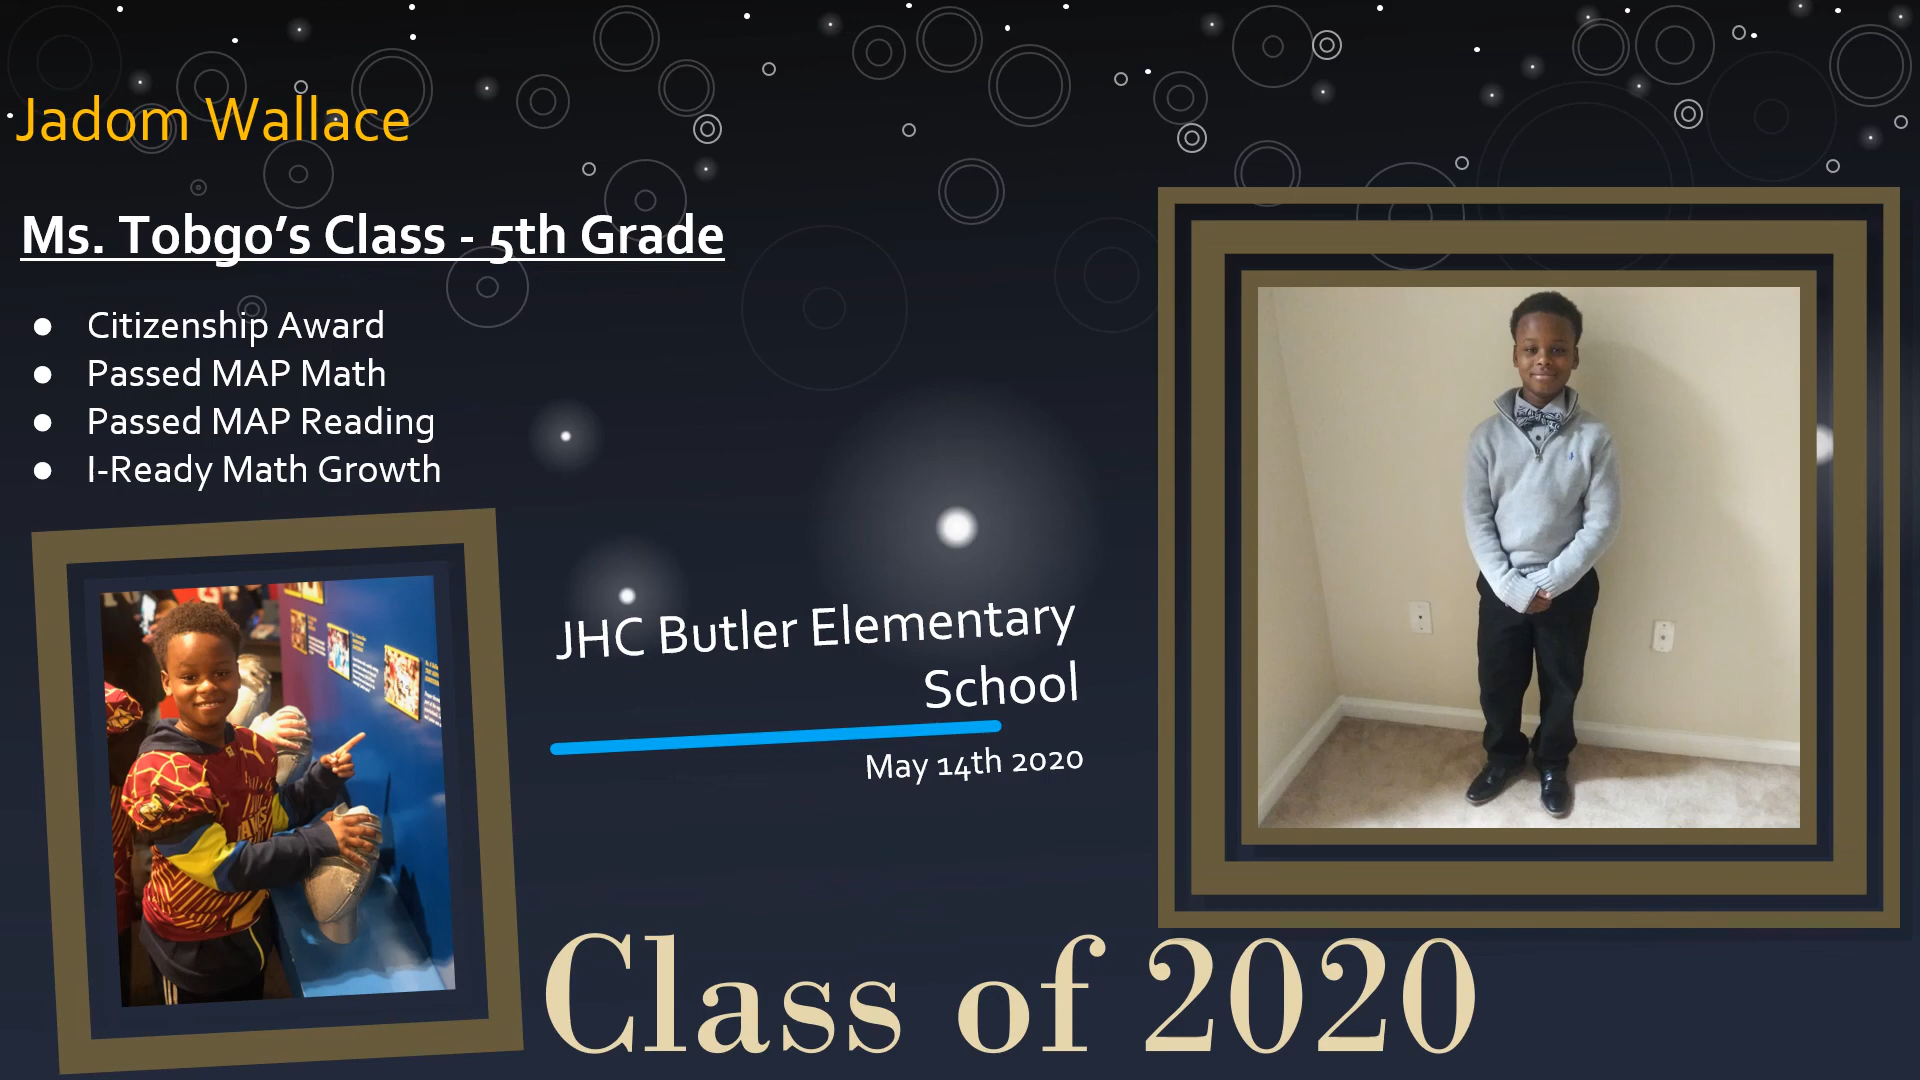 Jadom Wallace
Ms. Tobgo’s Class - 5th Grade
● Citizenship Award
● Passed MAP Math
● Passed MAP Reading
● I-Ready Math Growth
JHC Butler Elementary
School
May 14th 2020
Class of 2020